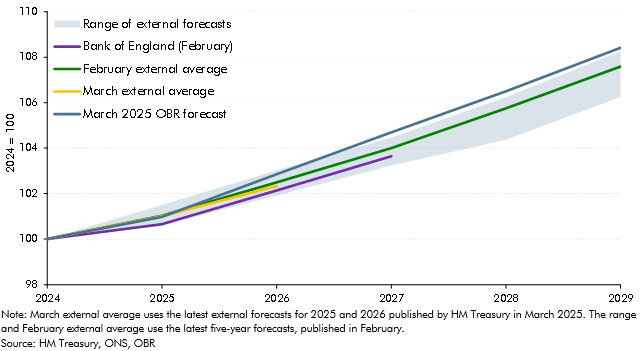 110
108
106
104
102
100
98
2024 = 100
Range of external forecasts
Bank of England (February)
February external average
March external average
March 2025 OBR forecast
2024 2025 2026 2027 2028 2029
Note: March external average uses the latest external forecasts for 2025 and 2026 published by HM Treasury in March 2025. The range
and February external average use the latest five-year forecasts, published in February.
Source: HM Treasury, ONS, OBR